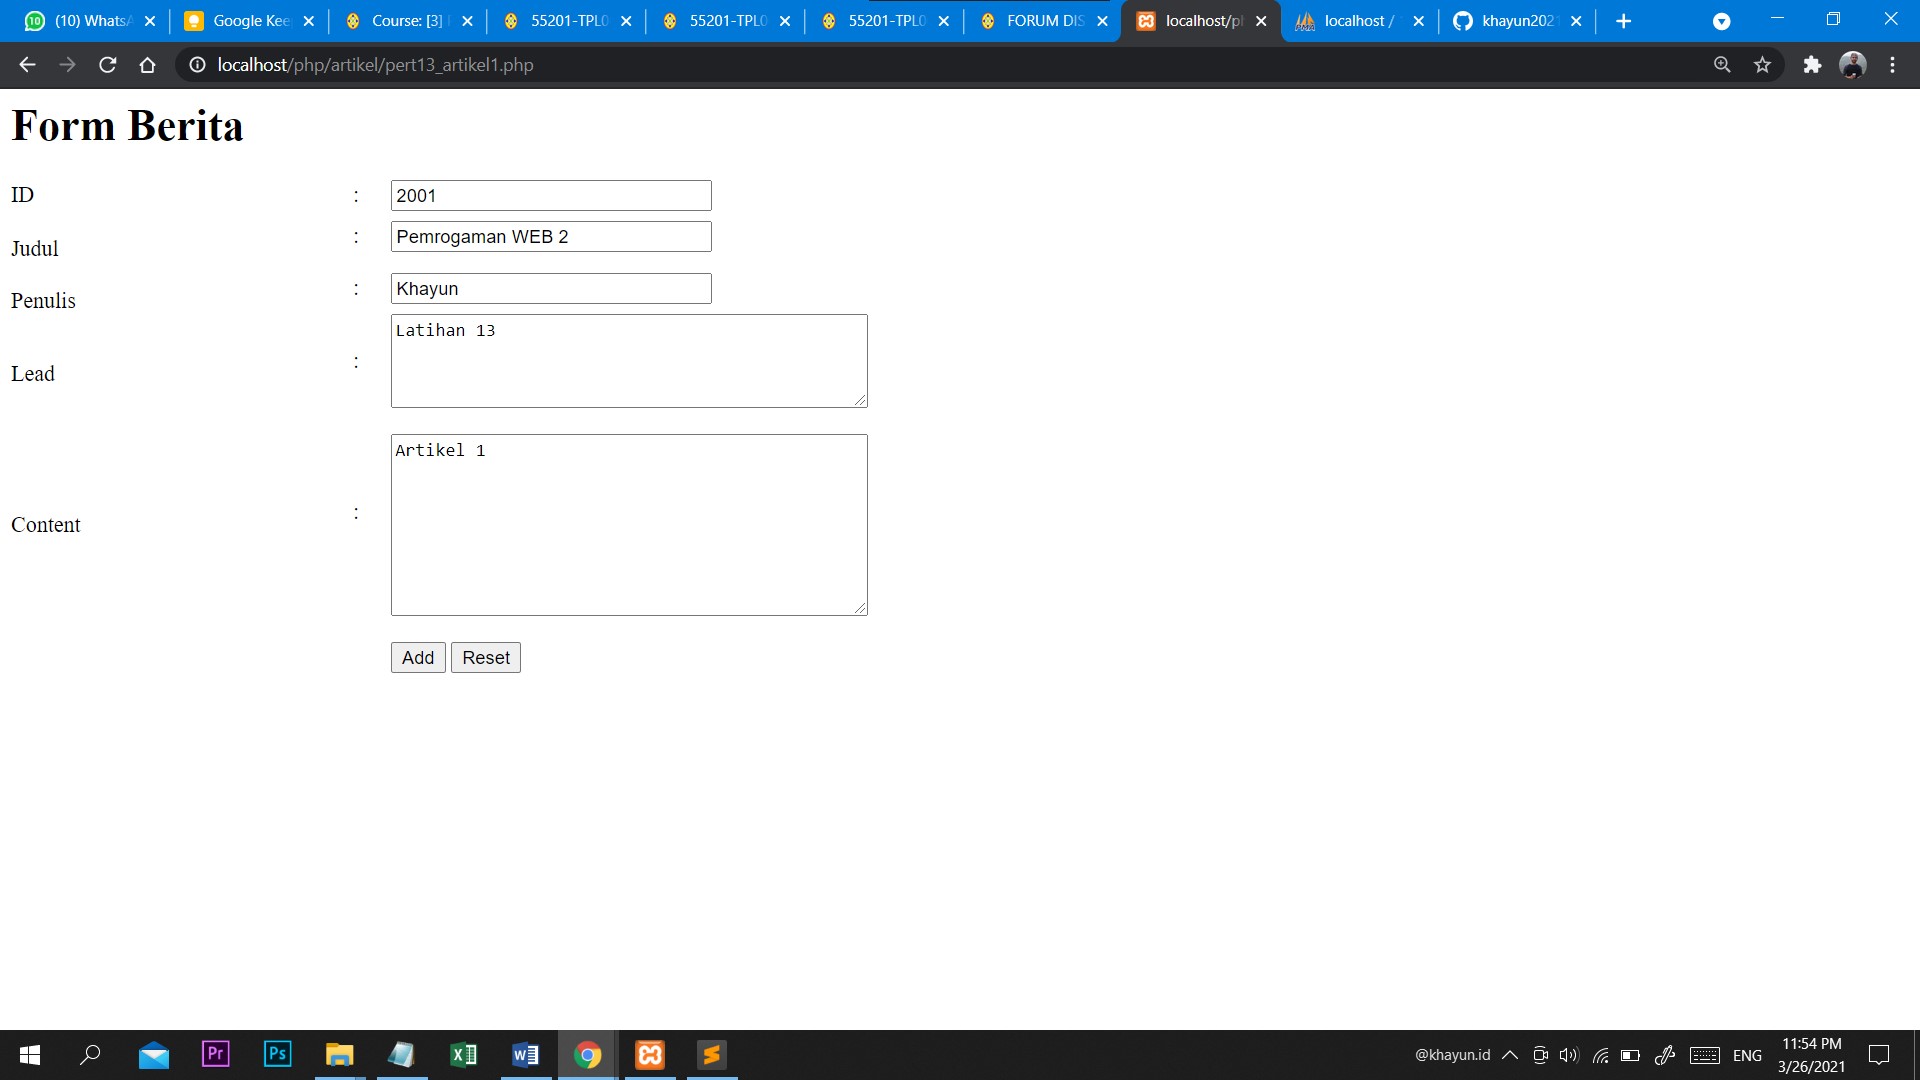 (10) WhatsA
Google Kee
Course: [3]
55201-TPL0
55201-TPL0
55201-TPL0
FORUM DIS
localhost/p
localhost /
khayun2021
localhost/php/artikel/pert13_artikel1.php
Form Berita
ID : 2001
Judul : Pemrogaman WEB 2
Penulis : Khayun
Lead : Latihan 13
Content : Artikel 1
Add Reset
@khayun.id
ENG
11:54 PM
3/26/2021